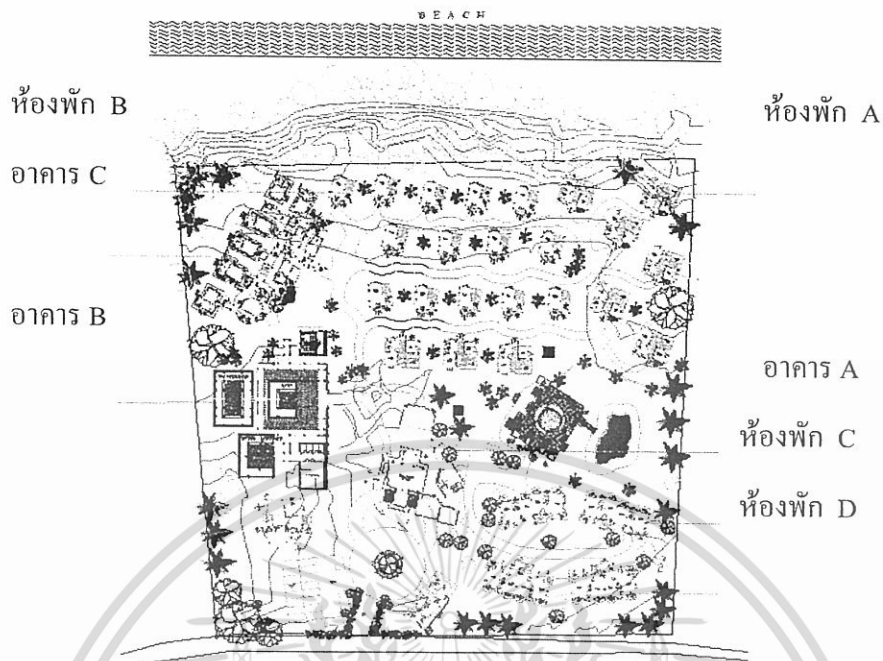 BEACH
ห้องพัก B
ห้องพัก A
อาคาร C
อาคาร B
อาคาร A
ห้องพัก C
ห้องพัก D